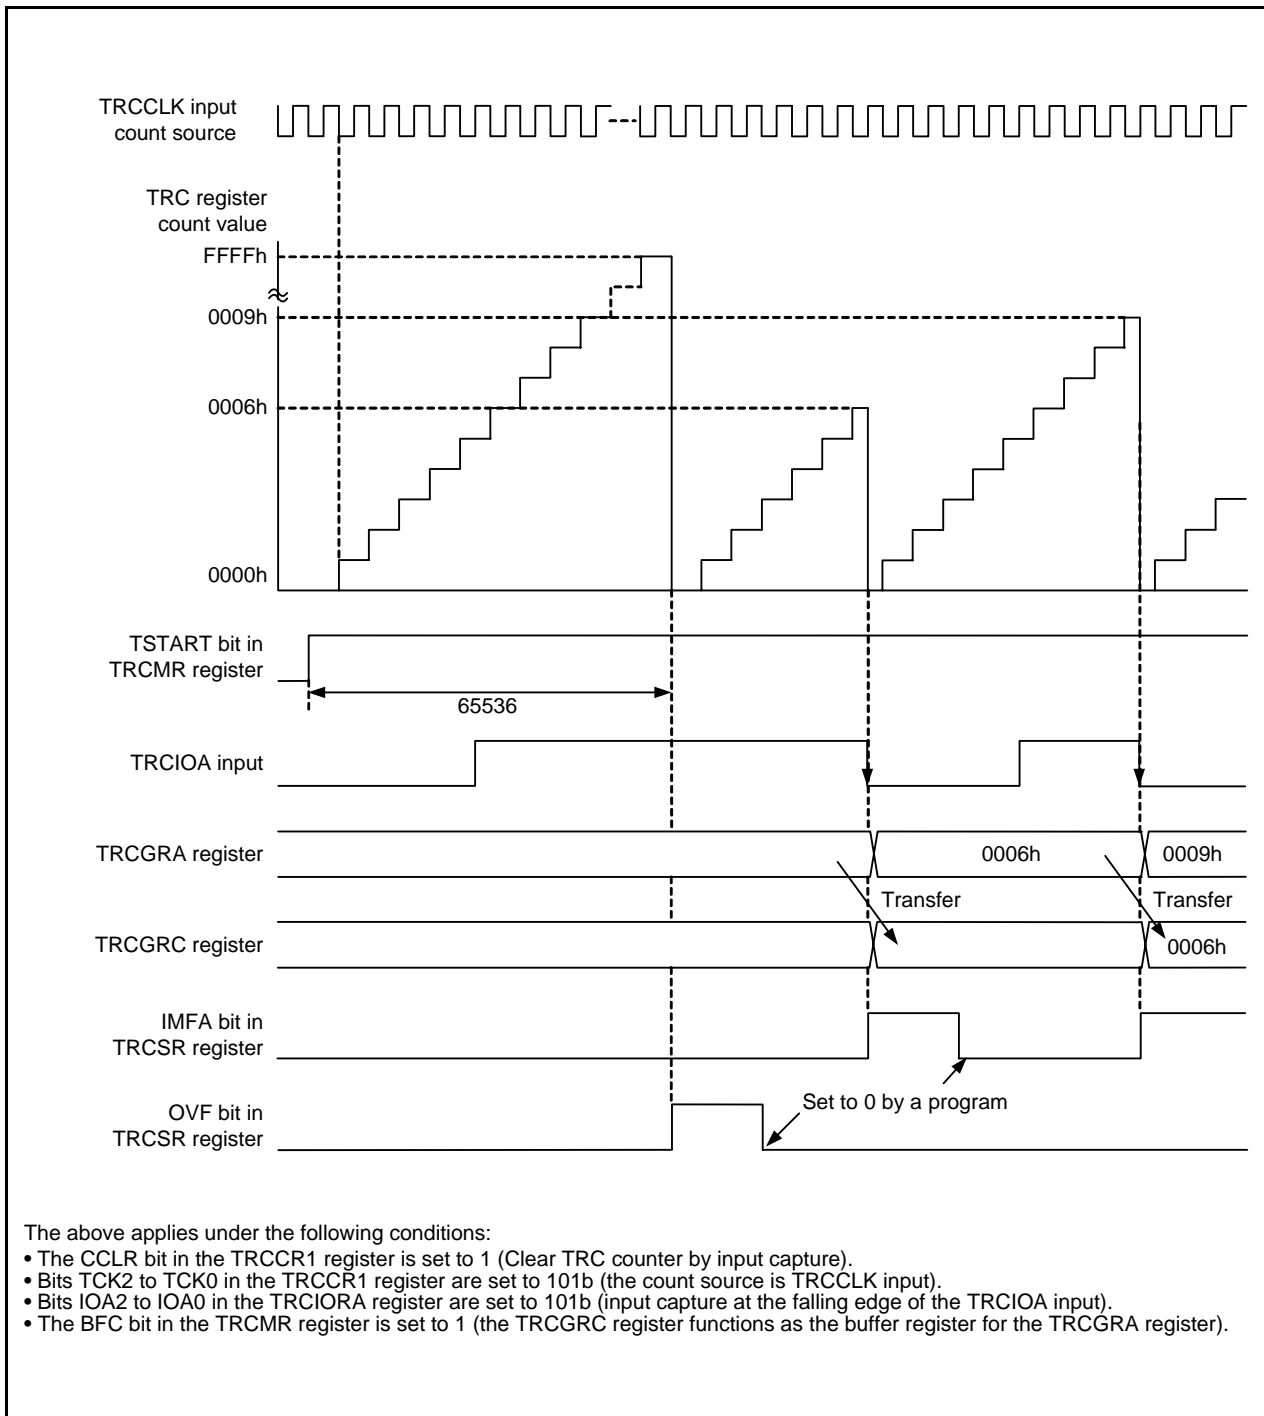 TRCCLK input
count source
TRC register
count value
FFFFh
0009h
0006h
0000h
TSTART bit in
TRCMR register
65536
TRCIOA input
TRCGRA register
0006h
0009h
Transfer
Transfer
TRCGRC register
0006h
IMFA bit in
TRCSR register
Set to 0 by a program
OVF bit in
TRCSR register
The above applies under the following conditions:
• The CCLR bit in the TRCCR1 register is set to 1 (Clear TRC counter by input capture).
• Bits TCK2 to TCK0 in the TRCCR1 register are set to 101b (the count source is TRCCLK input).
• Bits IOA2 to IOA0 in the TRCIORA register are set to 101b (input capture at the falling edge of the TRCIOA input).
• The BFC bit in the TRCMR register is set to 1 (the TRCGRC register functions as the buffer register for the TRCGRA register).